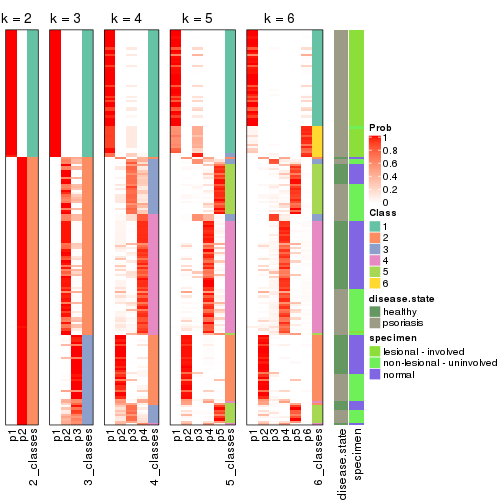 k = 2
k = 3
k = 4
k = 5
k = 6
Prob
1
0.8
0.6
0.4
0.2
0
Class
1
2
3
4
5
6
disease.state
healthy
psoriasis
specimen
lesional - involved
non-lesional - uninvolved
normal
p1
p2
2_classes
p1
p2
p3
3_classes
p1
p2
p3
p4
4_classes
p1
p2
p3
p4
p5
5_classes
p1
p2
p3
p4
p5
p6
6_classes
disease.state
specimen